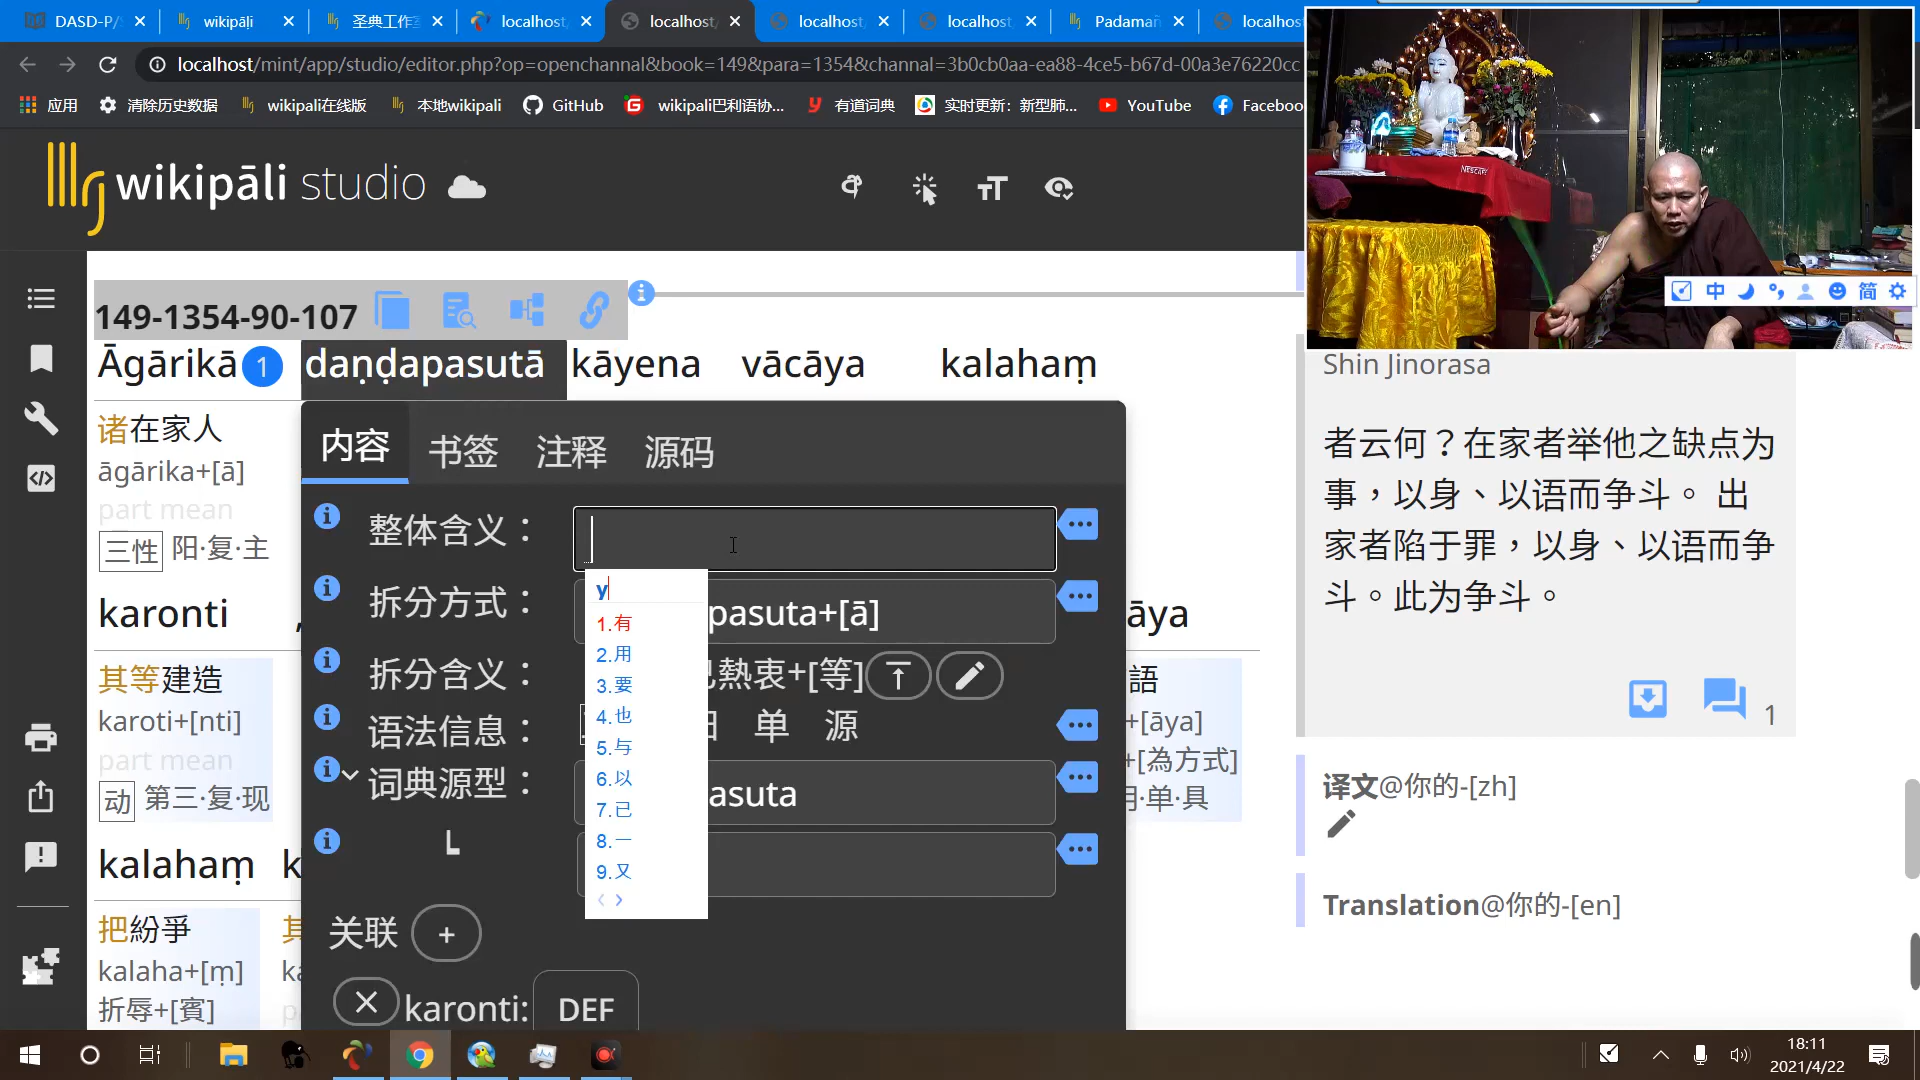 DASD-P/
wikipāli
圣典工作室
localhost
localhost
localhost
localhost
Padamañ
localhos
localhost/mint/app/studio/editor.php?op=openchannal&book=149&para=1354&channal=3b0cb0aa-ea88-4ce5-b67d-00a3e76220cc
应用
清除历史数据
wikipali在线版
本地wikipali
GitHub
wikipali巴利语协...
有道词典
实时更新：新型肺...
YouTube
Faceboo
wikipāli studio
NESCAFÉ
中
简
149-1354-90-107
Āgārikā 1 daṇḍapasutā kāyena vācāya kalahaṃ
诸在家人
āgārika+[ā]
part mean
三性 阳·复·主
karonti ,
āya
其等建造
karoti+[nti]
part mean
动 第三·复·现
語
+[āya]
+[為方式]
·单·具
kalahaṃ k
把紛爭
kalaha+[ṃ]
折辱+[賓]
内容 书签 注释 源码
整体含义：
拆分方式：
pasuta+[ā]
拆分含义：
熱衷+[等]
语法信息：
单 源
词典源型：
asuta
关联 +
karonti: DEF
y
1.有
2.用
3.要
4.也
5.与
6.以
7.已
8.一
9.又
Shin Jinorasa
者云何？在家者举他之缺点为
事，以身、以语而争斗。 出
家者陷于罪，以身、以语而争
斗。此为争斗。
1
译文@你的-[zh]
Translation@你的-[en]
18:11
2021/4/22